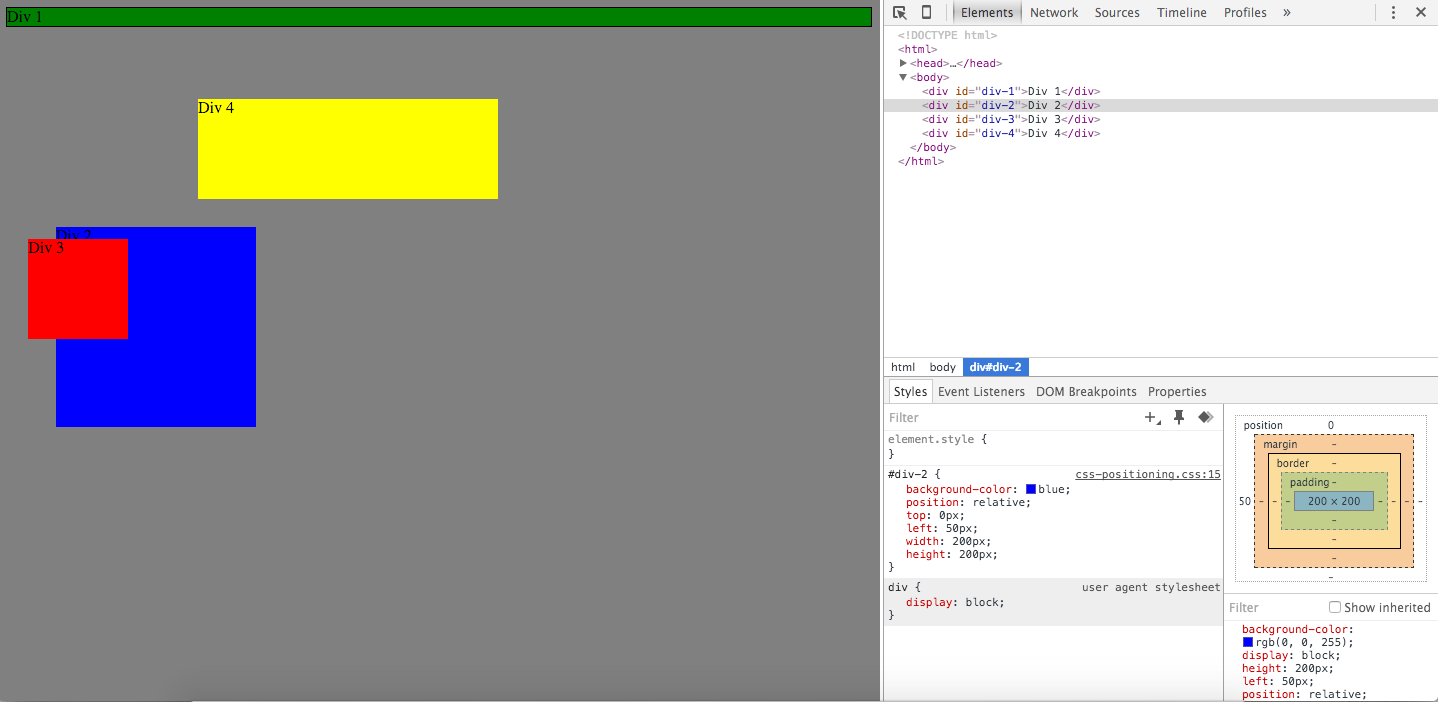 Div 1
Div 4
Div 2
Div 3
Elements Network Sources Timeline Profiles »
<!DOCTYPE html>
<html>
<head>…</head>
<body>
<div id="div-1">Div 1</div>
<div id="div-2">Div 2</div>
<div id="div-3">Div 3</div>
<div id="div-4">Div 4</div>
</body>
</html>
html body div#div-2
Styles Event Listeners DOM Breakpoints Properties
Filter
element.style {
}
#div-2 { css-positioning.css:15
background-color: blue;
position: relative;
top: 0px;
left: 50px;
width: 200px;
height: 200px;
}
div { user agent stylesheet
display: block;
}
position 0
margin -
border -
padding -
50 - - - 200 × 200 - - - -
-
-
-
-
Filter Show inherited
background-color:
rgb(0, 0, 255);
display: block;
height: 200px;
left: 50px;
position: relative;